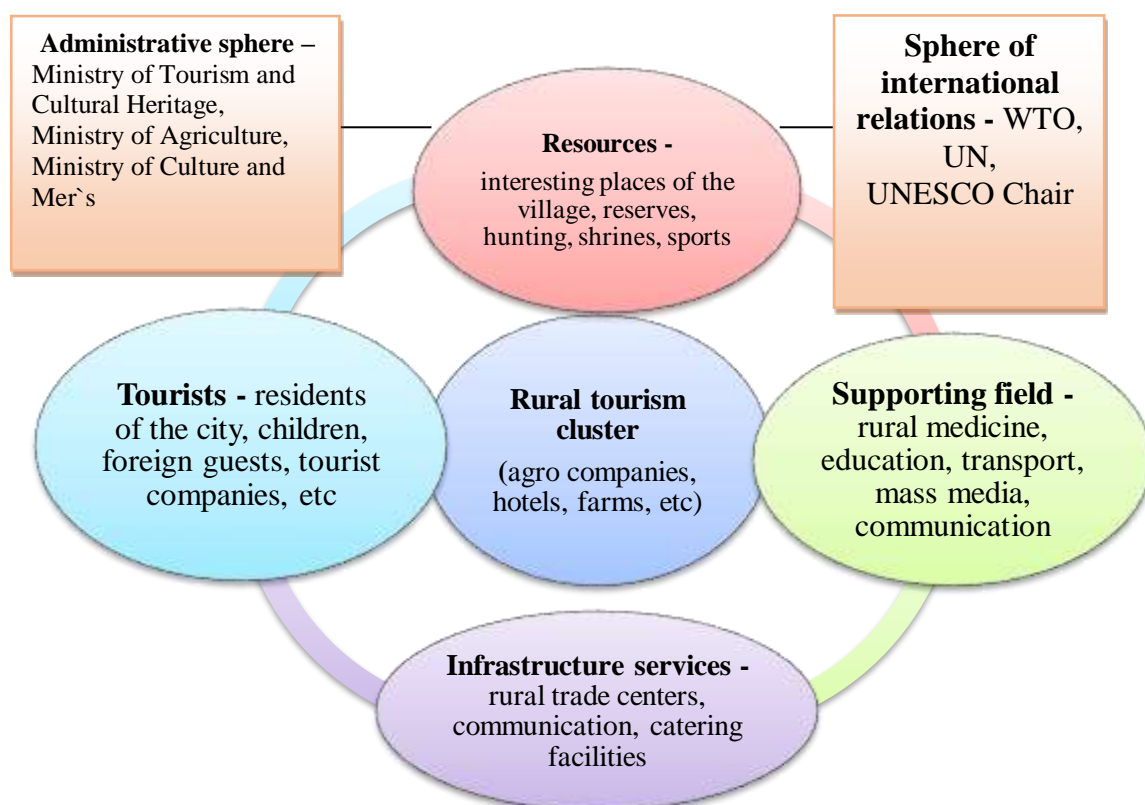 Administrative sphere –
Ministry of Tourism and
Cultural Heritage,
Ministry of Agriculture,
Ministry of Culture and
Mer`s
Sphere of
international
relations - WTO,
UN,
UNESCO Chair
Resources -
interesting places of the
village, reserves,
hunting, shrines, sports
Tourists - residents
of the city, children,
foreign guests, tourist
companies, etc
Rural tourism
cluster
(agro companies,
hotels, farms, etc)
Supporting field -
rural medicine,
education, transport,
mass media,
communication
Infrastructure services -
rural trade centers,
communication, catering
facilities